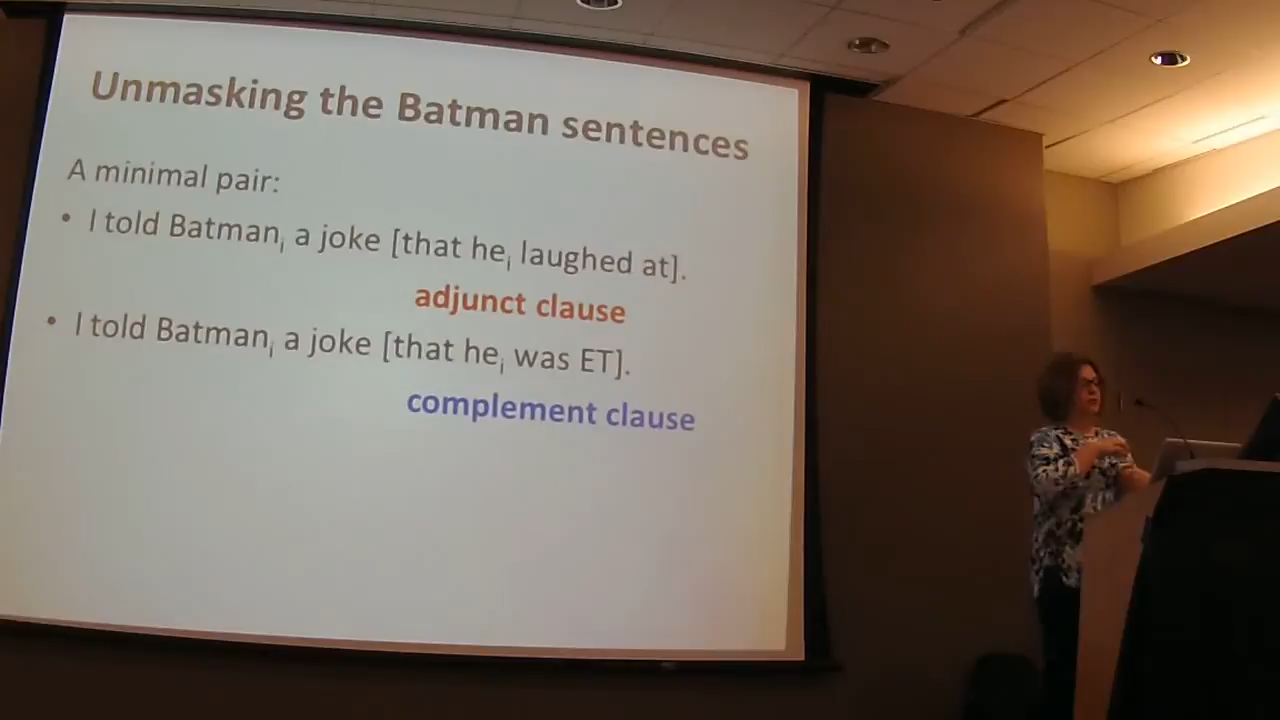 Unmasking the Batman sentences
A minimal pair:
• I told Batmanᵢ a joke [that heᵢ laughed at].
adjunct clause
• I told Batmanᵢ a joke [that heᵢ was ET].
complement clause